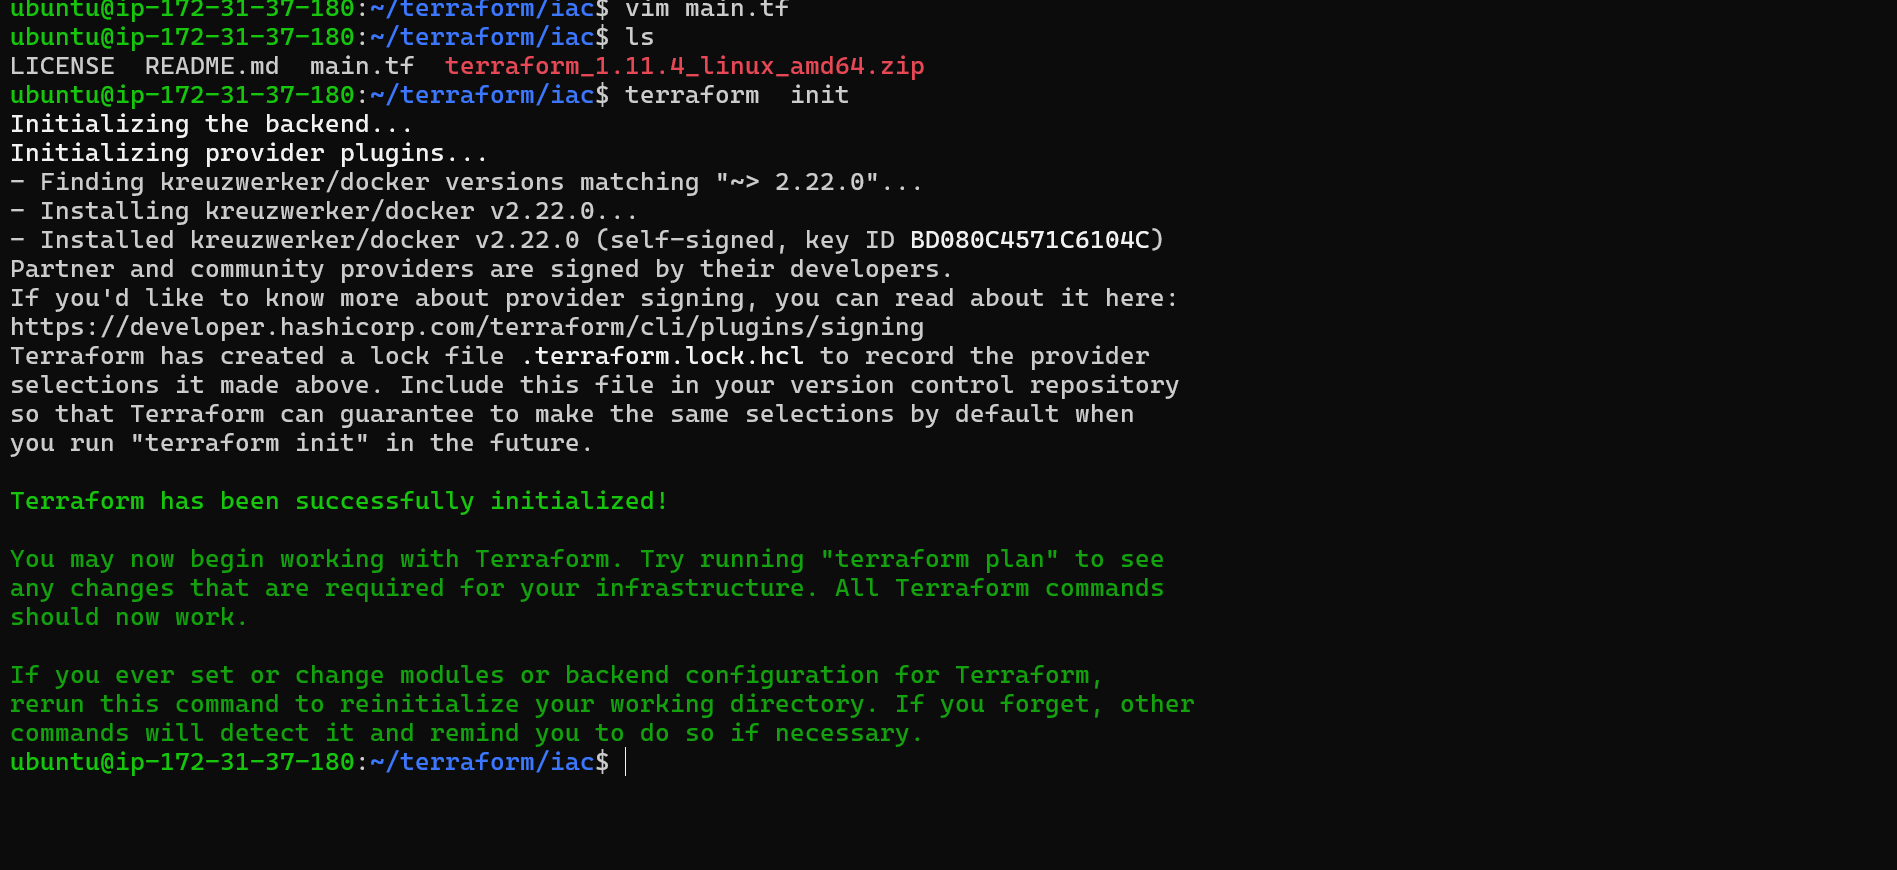 ubuntu@ip-172-31-37-180:~/terraform/iac$ vim main.tf
ubuntu@ip-172-31-37-180:~/terraform/iac$ ls
LICENSE  README.md  main.tf  terraform_1.11.4_linux_amd64.zip
ubuntu@ip-172-31-37-180:~/terraform/iac$ terraform  init
Initializing the backend...
Initializing provider plugins...
- Finding kreuzwerker/docker versions matching "~> 2.22.0"...
- Installing kreuzwerker/docker v2.22.0...
- Installed kreuzwerker/docker v2.22.0 (self-signed, key ID BD080C4571C6104C)
Partner and community providers are signed by their developers.
If you'd like to know more about provider signing, you can read about it here:
https://developer.hashicorp.com/terraform/cli/plugins/signing
Terraform has created a lock file .terraform.lock.hcl to record the provider
selections it made above. Include this file in your version control repository
so that Terraform can guarantee to make the same selections by default when
you run "terraform init" in the future.
Terraform has been successfully initialized!
You may now begin working with Terraform. Try running "terraform plan" to see
any changes that are required for your infrastructure. All Terraform commands
should now work.
If you ever set or change modules or backend configuration for Terraform,
rerun this command to reinitialize your working directory. If you forget, other
commands will detect it and remind you to do so if necessary.
ubuntu@ip-172-31-37-180:~/terraform/iac$